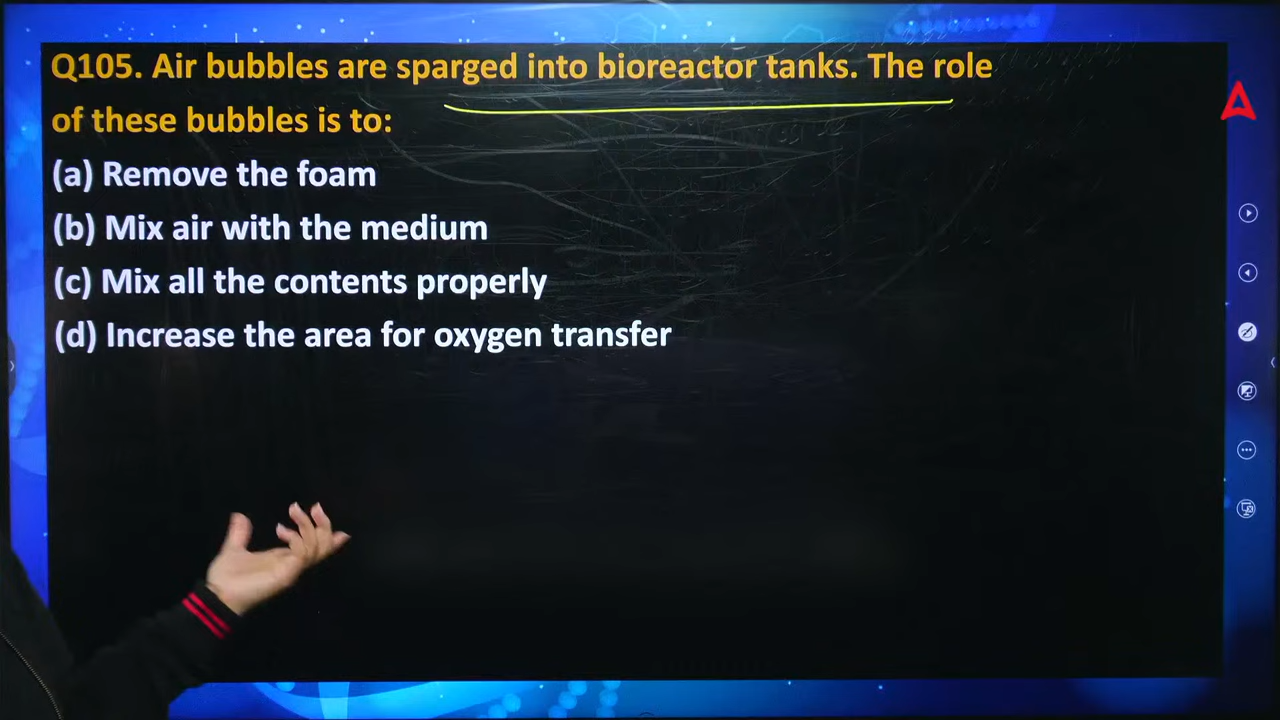 Q105. Air bubbles are sparged into bioreactor tanks. The role
of these bubbles is to:
(a) Remove the foam
(b) Mix air with the medium
(c) Mix all the contents properly
(d) Increase the area for oxygen transfer